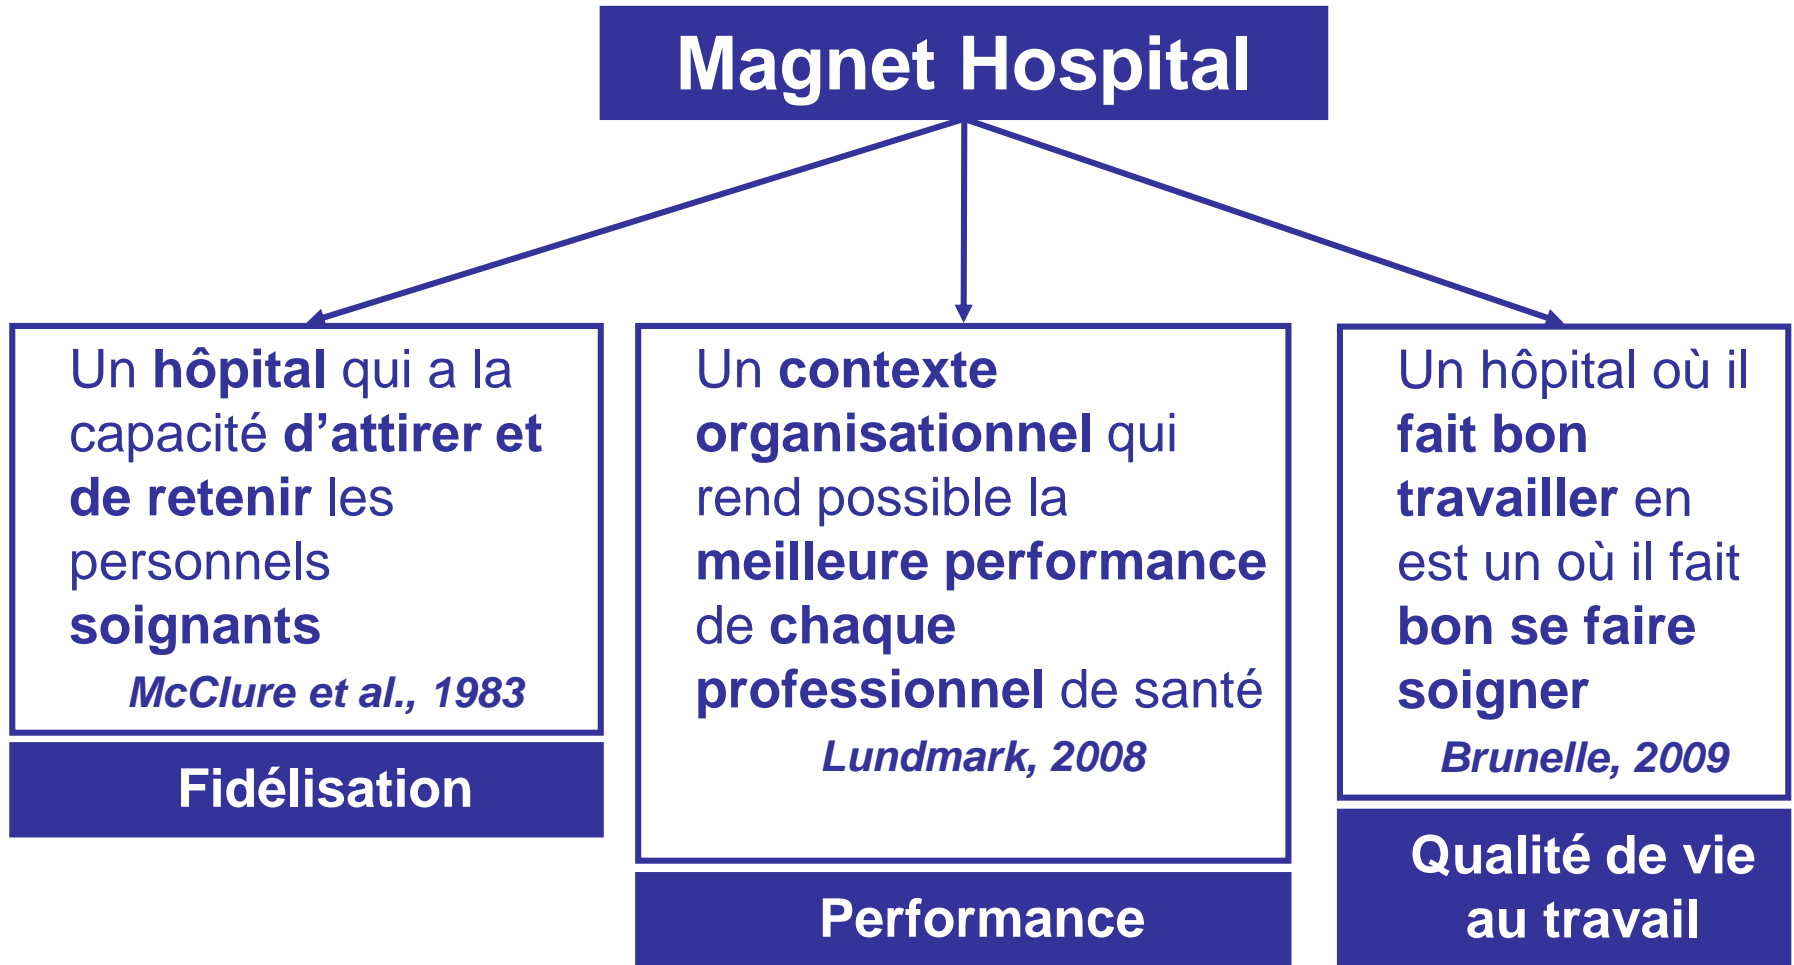 Magnet Hospital
Un hôpital qui a la
capacité d’attirer et
de retenir les
personnels
soignants
McClure et al., 1983
Fidélisation
Un contexte
organisationnel qui
rend possible la
meilleure performance
de chaque
professionnel de santé
Lundmark, 2008
Performance
Un hôpital où il
fait bon
travailler en
est un où il fait
bon se faire
soigner
Brunelle, 2009
Qualité de vie
au travail